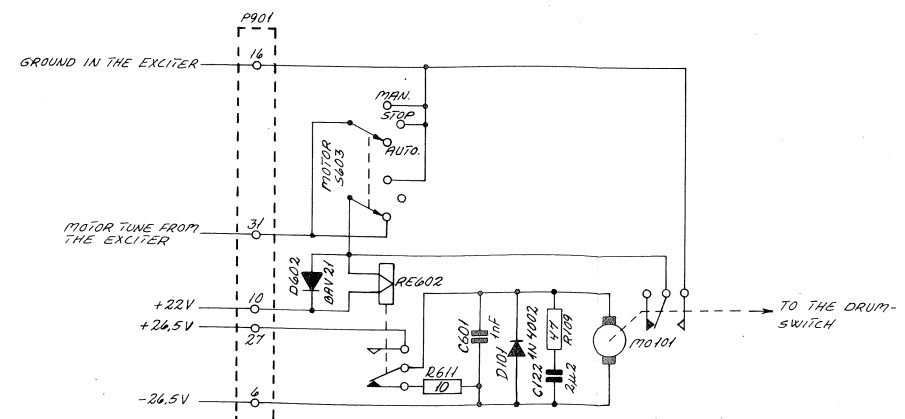 P901
16
GROUND IN THE EXCITER
MAN.
STOP
AUTO.
MOTOR
S603
31
MOTOR TUNE FROM
THE EXCITER
D602
BAV21
RE602
+22V
10
+26,5V
27
C601
1nF
D101
1N4002
47
R109
C122
2µ2
MO101
TO THE DRUM-
SWITCH
R611
10
-26.5V
6